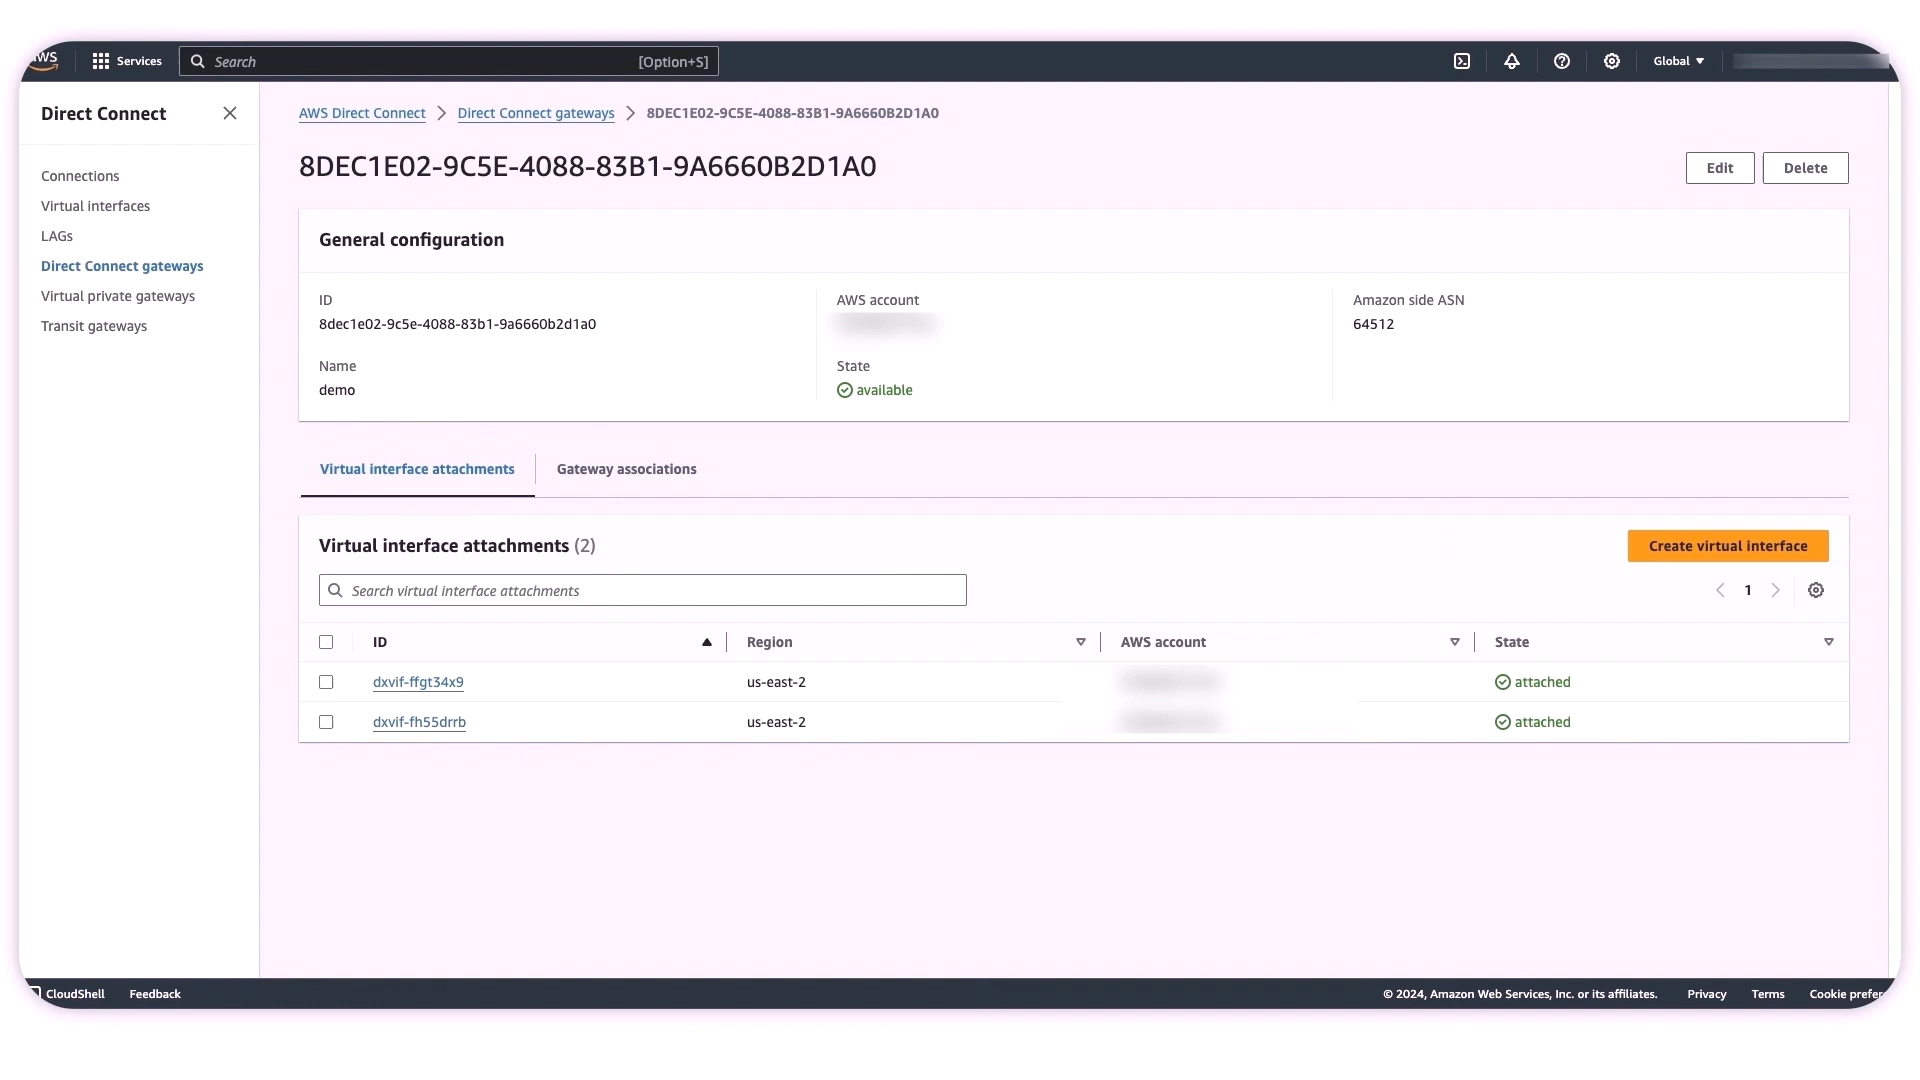 Services
Search
[Option+S]
Global
Direct Connect
Connections
Virtual interfaces
LAGs
Direct Connect gateways
Virtual private gateways
Transit gateways
AWS Direct Connect
Direct Connect gateways
8DEC1E02-9C5E-4088-83B1-9A6660B2D1A0
8DEC1E02-9C5E-4088-83B1-9A6660B2D1A0
Edit
Delete
General configuration
ID
8dec1e02-9c5e-4088-83b1-9a6660b2d1a0
Name
demo
AWS account
State
available
Amazon side ASN
64512
Virtual interface attachments
Gateway associations
Virtual interface attachments (2)
Create virtual interface
Search virtual interface attachments
1
ID Region AWS account State
dxvif-ffgt34x9 us-east-2 attached
dxvif-fh55drrb us-east-2 attached
CloudShell
Feedback
© 2024, Amazon Web Services, Inc. or its affiliates.
Privacy
Terms
Cookie prefer